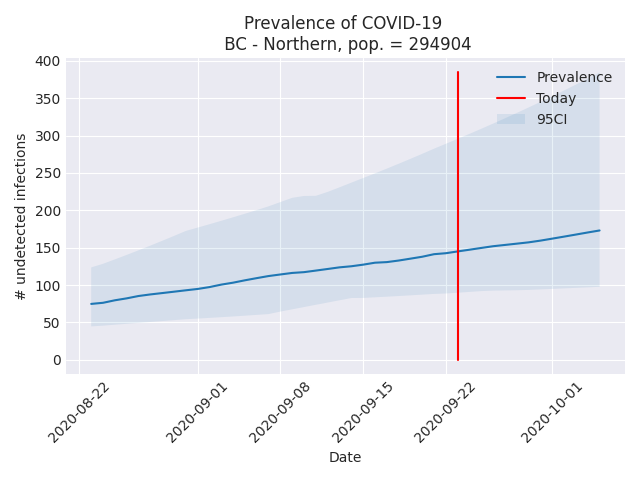 Prevalence of COVID-19
BC - Northern, pop. = 294904
# undetected infections
400
350
300
250
200
150
100
50
0
Prevalence
Today
95CI
2020-08-22
2020-09-01
2020-09-08
2020-09-15
2020-09-22
2020-10-01
Date